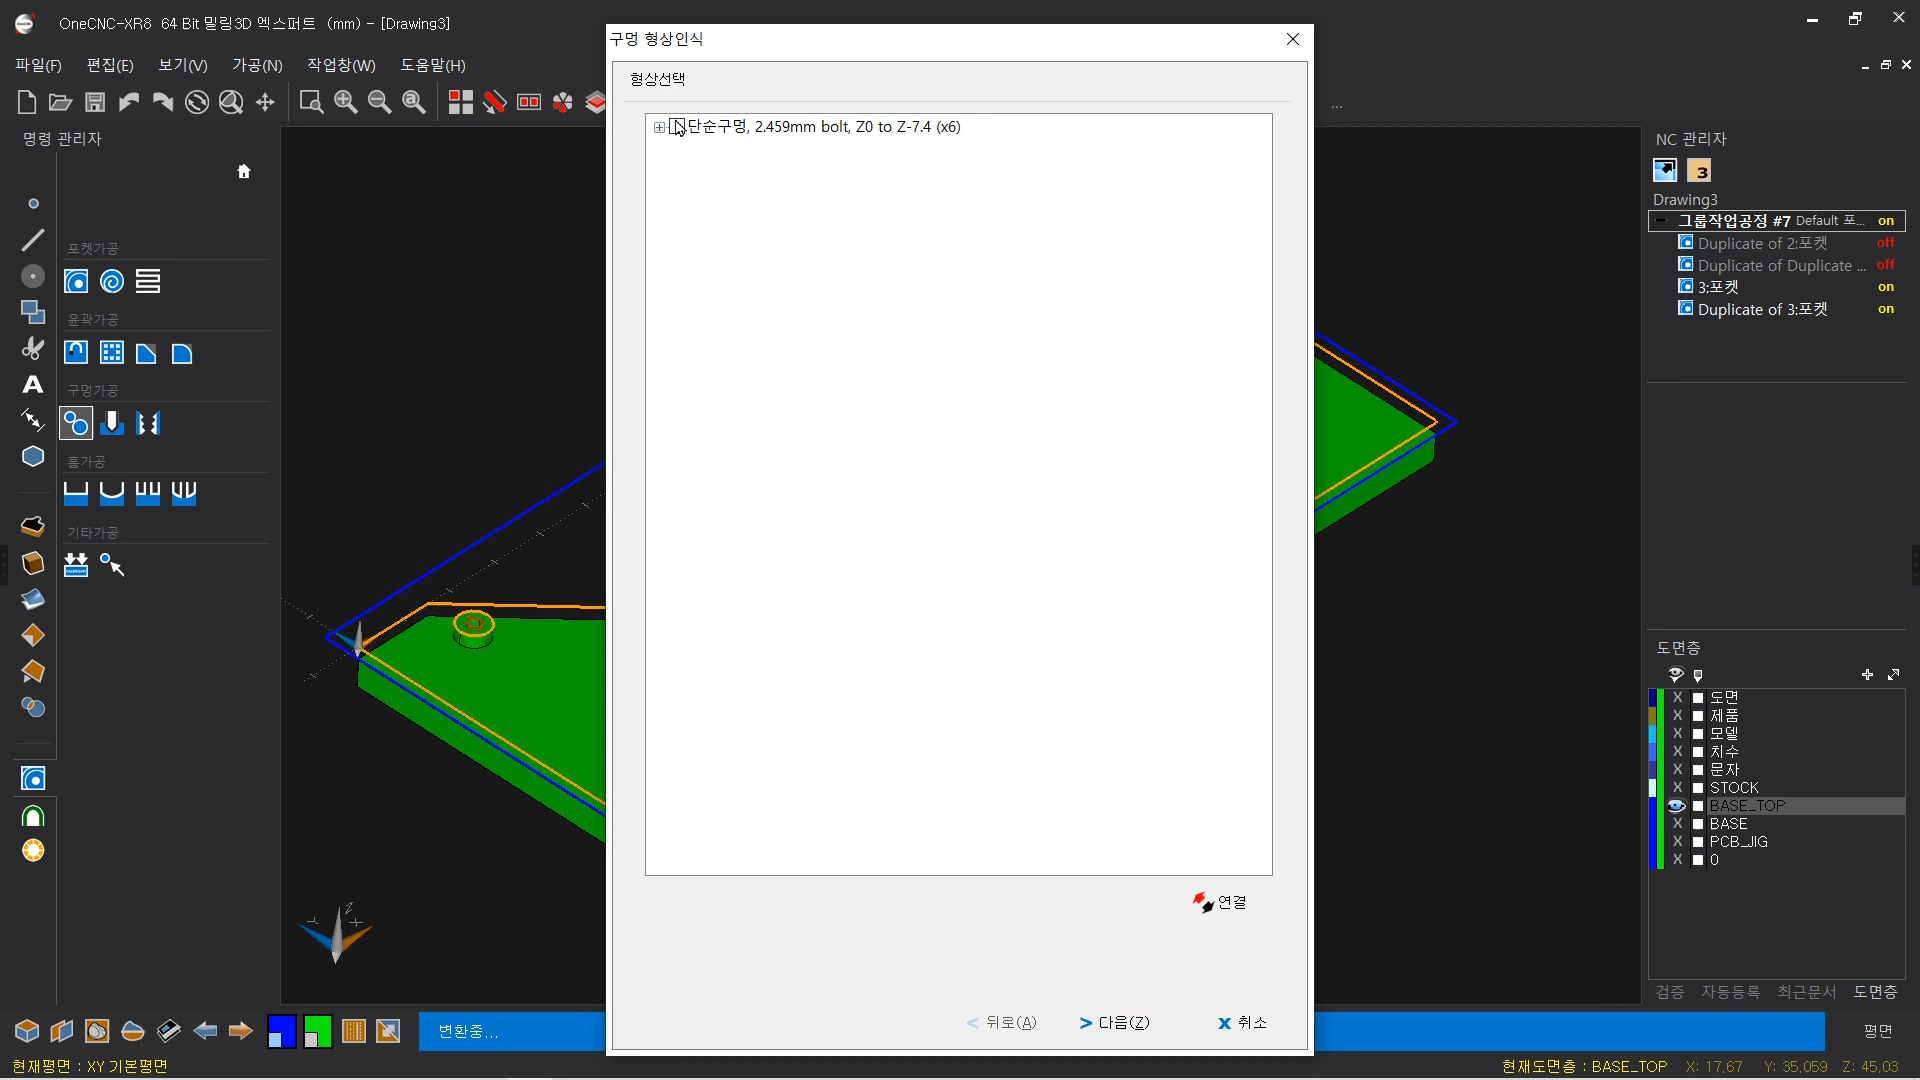 OneCNC-XR8 64 Bit 밀링3D 엑스퍼트 (mm) - [Drawing3]
파일(F) 편집(E) 보기(V) 가공(N) 작업창(W) 도움말(H)
명령 관리자
포켓가공
윤곽가공
구멍가공
홈가공
기타가공
custom
구멍 형상인식
형상선택
단순구멍, 2.459mm bolt, Z0 to Z-7.4 (x6)
연결
< 뒤로(A) > 다음(Z) x 취소
...
NC 관리자
3
Drawing3
그룹작업공정 #7 Default 포... on
Duplicate of 2:포켓 off
Duplicate of Duplicate ... off
3:포켓 on
Duplicate of 3:포켓 on
도면층
X 도면
X 제품
X 모델
X 치수
X 문자
X STOCK
BASE_TOP
X BASE
X PCB_JIG
X 0
검증 자동등록 최근문서 도면층
변환중...
평면
현재평면 : XY 기본평면
현재도면층 : BASE_TOP X: 17,67 Y: 35,059 Z: 45,03